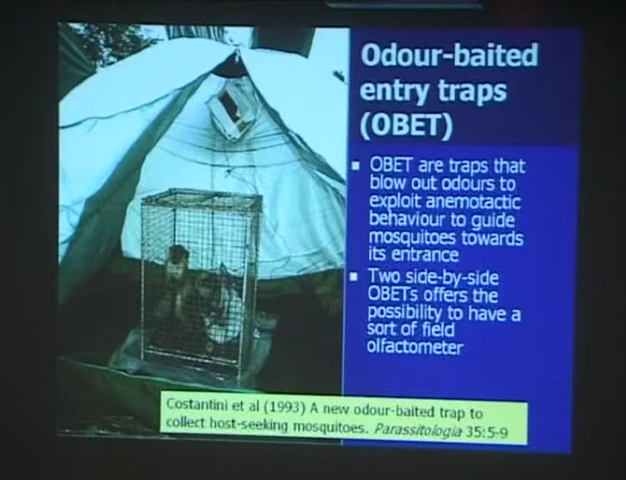 Odour-baited
entry traps
(OBET)
▪ OBET are traps that
blow out odours to
exploit anemotactic
behaviour to guide
mosquitoes towards
its entrance
▪ Two side-by-side
OBETs offers the
possibility to have a
sort of field
olfactometer
Costantini et al (1993) A new odour-baited trap to
collect host-seeking mosquitoes. Parassitologia 35:5-9